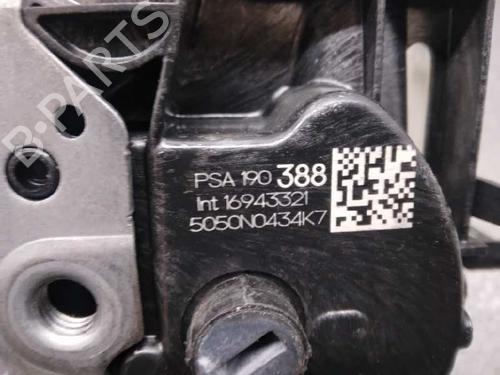 B-PARTS
PSA 190 388
Int 16943321
5050N0434K7